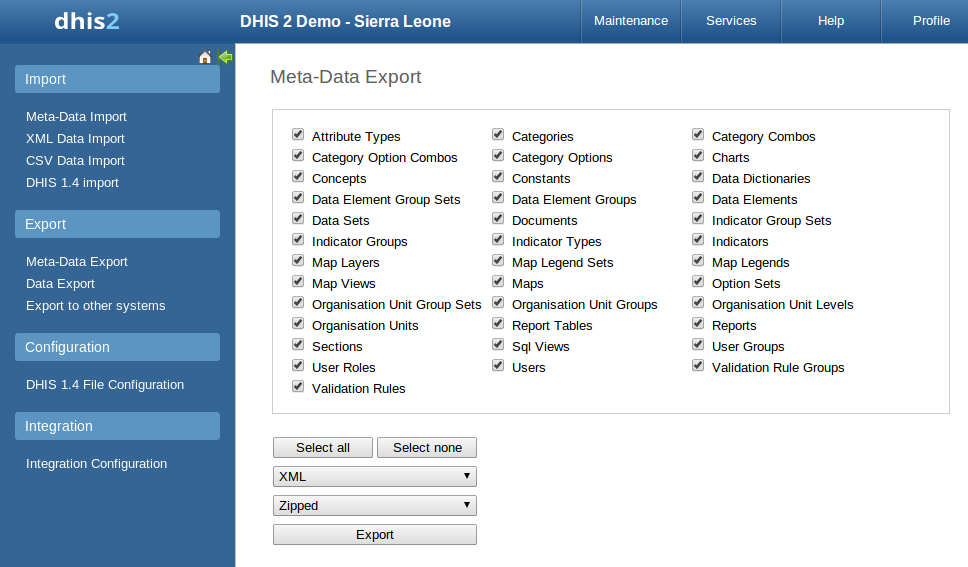 dhis2
DHIS 2 Demo - Sierra Leone
Maintenance
Services
Help
Profile
Import
Meta-Data Import
XML Data Import
CSV Data Import
DHIS 1.4 import
Export
Meta-Data Export
Data Export
Export to other systems
Configuration
DHIS 1.4 File Configuration
Integration
Integration Configuration
Meta-Data Export
Attribute Types Categories Category Combos
Category Option Combos Category Options Charts
Concepts Constants Data Dictionaries
Data Element Group Sets Data Element Groups Data Elements
Data Sets Documents Indicator Group Sets
Indicator Groups Indicator Types Indicators
Map Layers Map Legend Sets Map Legends
Map Views Maps Option Sets
Organisation Unit Group Sets Organisation Unit Groups Organisation Unit Levels
Organisation Units Report Tables Reports
Sections Sql Views User Groups
User Roles Users Validation Rule Groups
Validation Rules
Select all Select none
XML
Zipped
Export